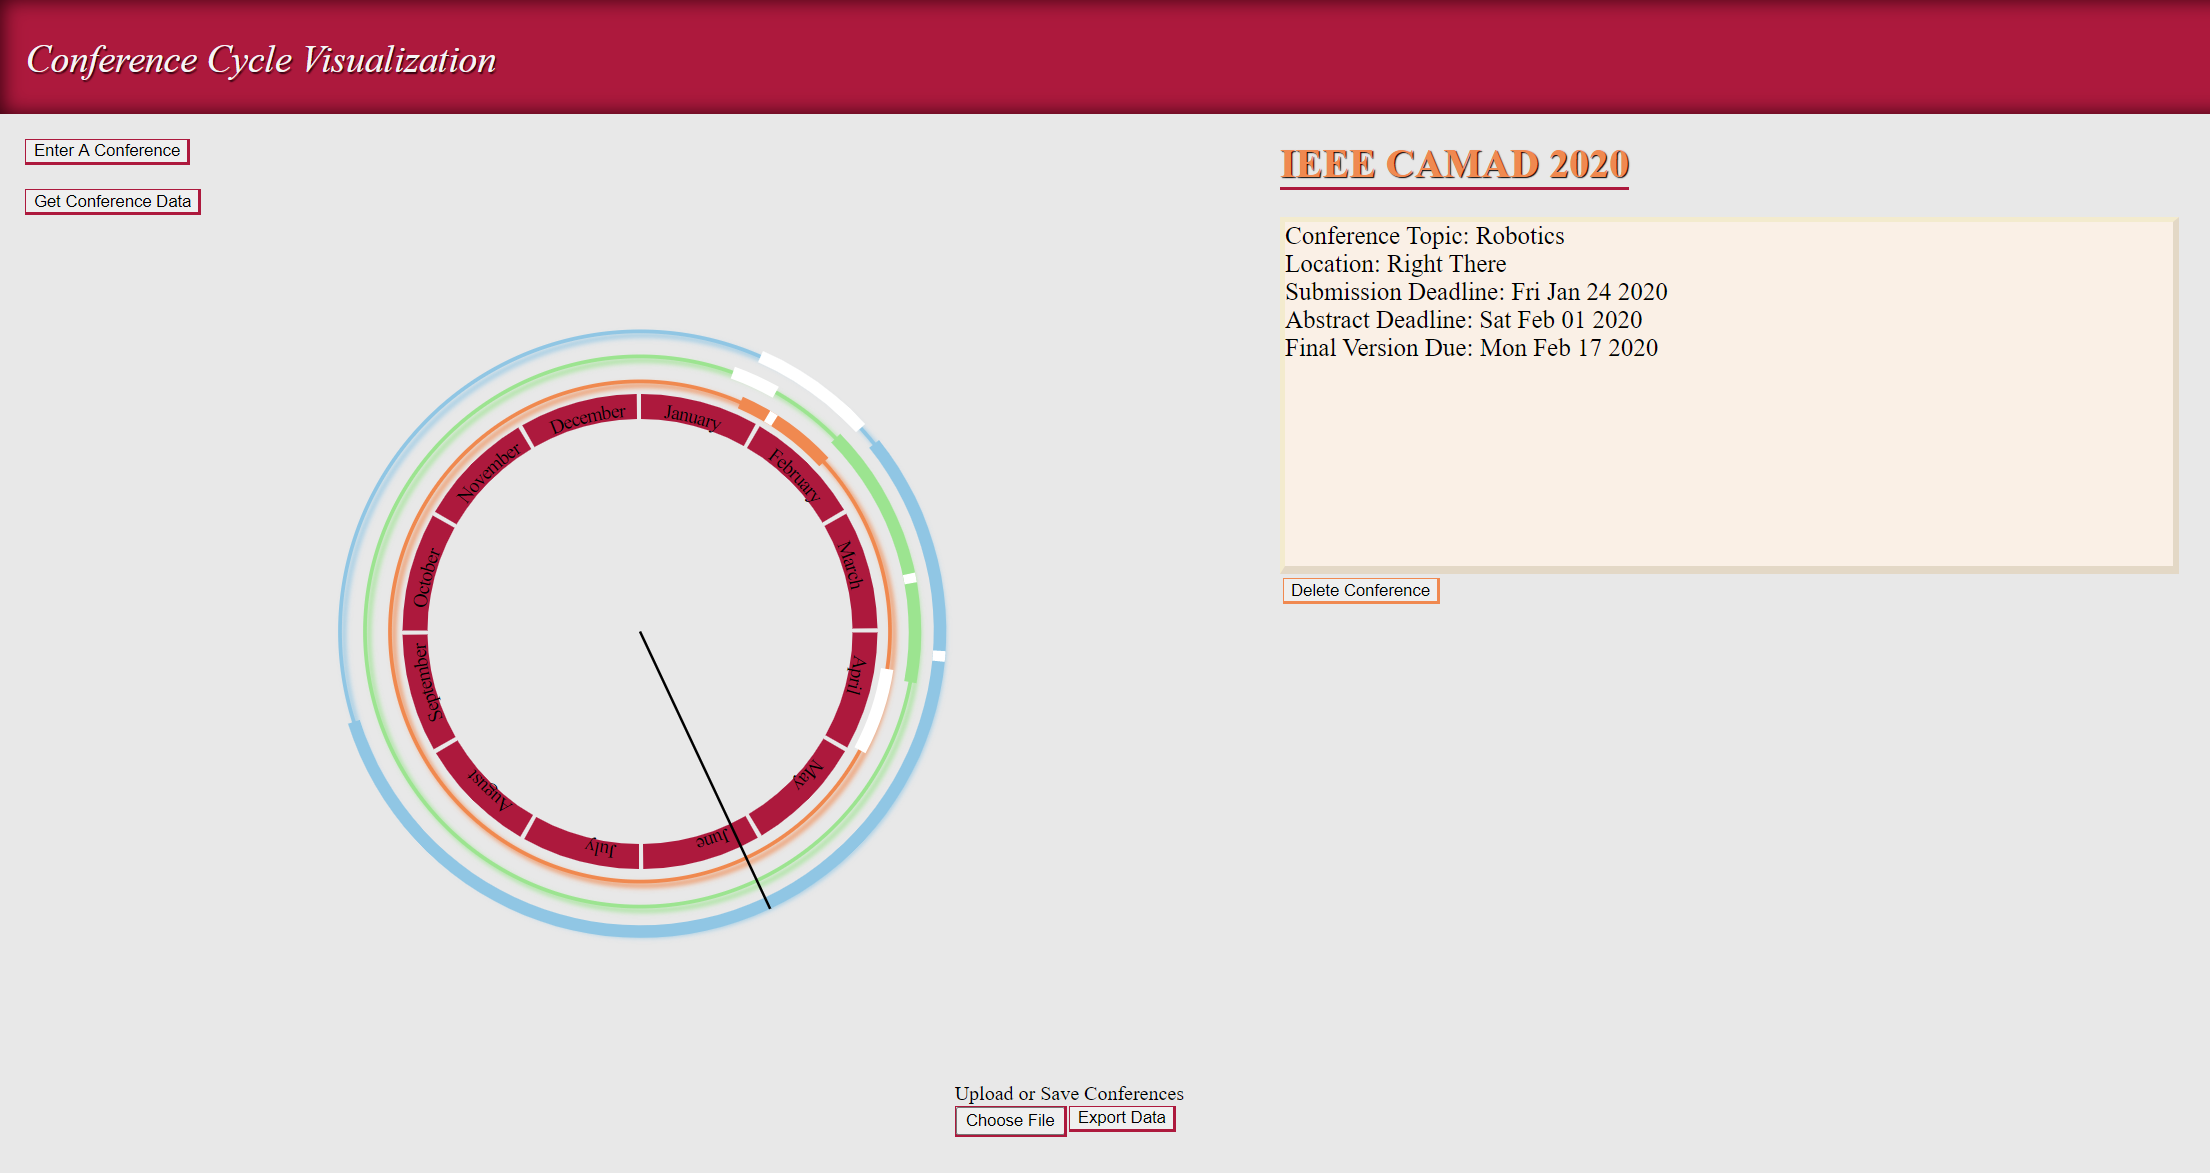 Conference Cycle Visualization
Enter A Conference
Get Conference Data
IEEE CAMAD 2020
Conference Topic: Robotics
Location: Right There
Submission Deadline: Fri Jan 24 2020
Abstract Deadline: Sat Feb 01 2020
Final Version Due: Mon Feb 17 2020
Delete Conference
January
February
March
April
May
June
July
August
September
October
November
December
Upload or Save Conferences
Choose File
Export Data